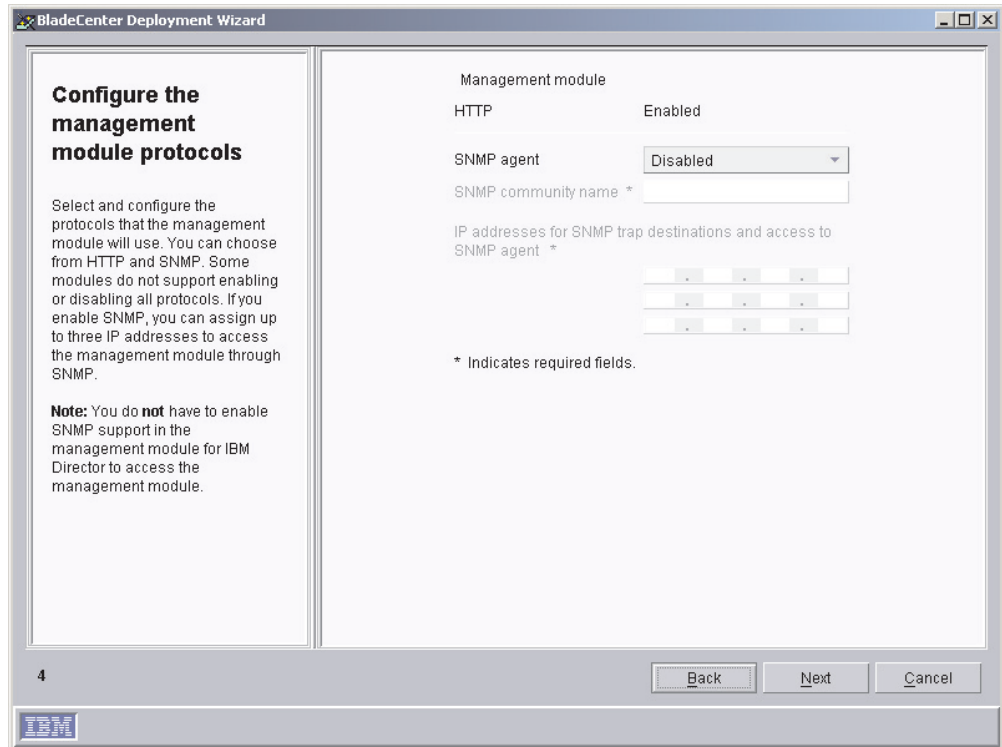 BladeCenter Deployment Wizard
Configure the
management
module protocols
Select and configure the
protocols that the management
module will use. You can choose
from HTTP and SNMP. Some
modules do not support enabling
or disabling all protocols. If you
enable SNMP, you can assign up
to three IP addresses to access
the management module through
SNMP.
Note: You do not have to enable
SNMP support in the
management module for IBM
Director to access the
management module.
Management module
HTTP Enabled
SNMP agent Disabled
SNMP community name *
IP addresses for SNMP trap destinations and access to
SNMP agent *
. . .
. . .
. . .
* Indicates required fields.
4
Back Next Cancel
IBM